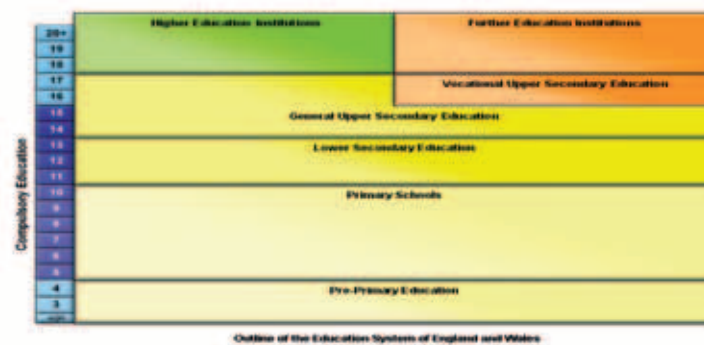 Higher Education Institutions
Further Education Institutions
20+
19
18
17
Vocational Upper Secondary Education
16
15
General Upper Secondary Education
14
13
Lower Secondary Education
12
11
10
Primary Schools
9
8
7
6
5
4
Pre-Primary Education
3
Compulsory Education
Outline of the Education System of England and Wales